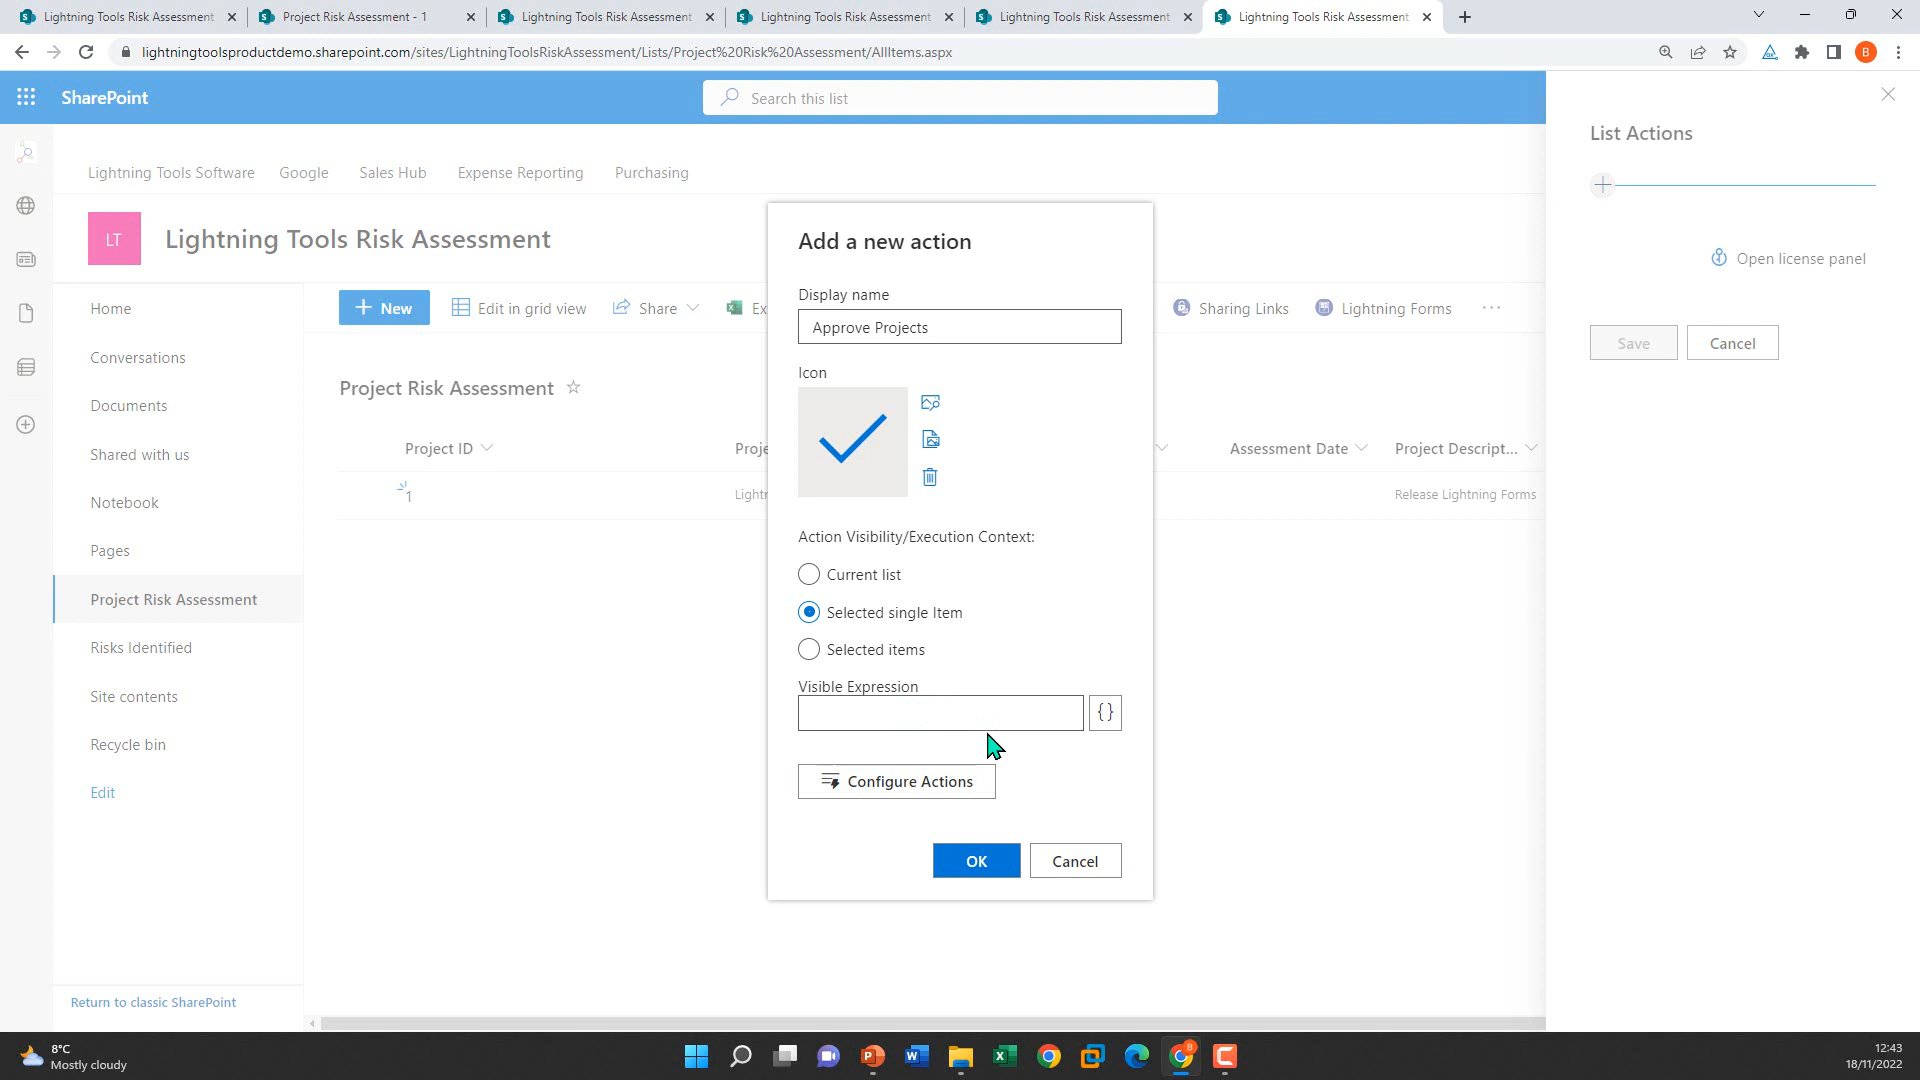 Lightning Tools Risk Assessment
Project Risk Assessment - 1
Lightning Tools Risk Assessment
Lightning Tools Risk Assessment
Lightning Tools Risk Assessment
Lightning Tools Risk Assessment
lightningtoolsproductdemo.sharepoint.com/sites/LightningToolsRiskAssessment/Lists/Project%20Risk%20Assessment/AllItems.aspx
B
SharePoint
Search this list
List Actions
Lightning Tools Software
Google
Sales Hub
Expense Reporting
Purchasing
LT
Lightning Tools Risk Assessment
Open license panel
Save
Cancel
Home
Conversations
Documents
Shared with us
Notebook
Pages
Project Risk Assessment
Risks Identified
Site contents
Recycle bin
Edit
Return to classic SharePoint
New
Edit in grid view
Share
Ex
Sharing Links
Lightning Forms
Project Risk Assessment
Project ID
Proje
Assessment Date
Project Descript...
1
Lightr
Release Lightning Forms
Add a new action
Display name
Approve Projects
Icon
Action Visibility/Execution Context:
Current list
Selected single Item
Selected items
Visible Expression
{}
Configure Actions
OK
Cancel
8°C
Mostly cloudy
12:43
18/11/2022